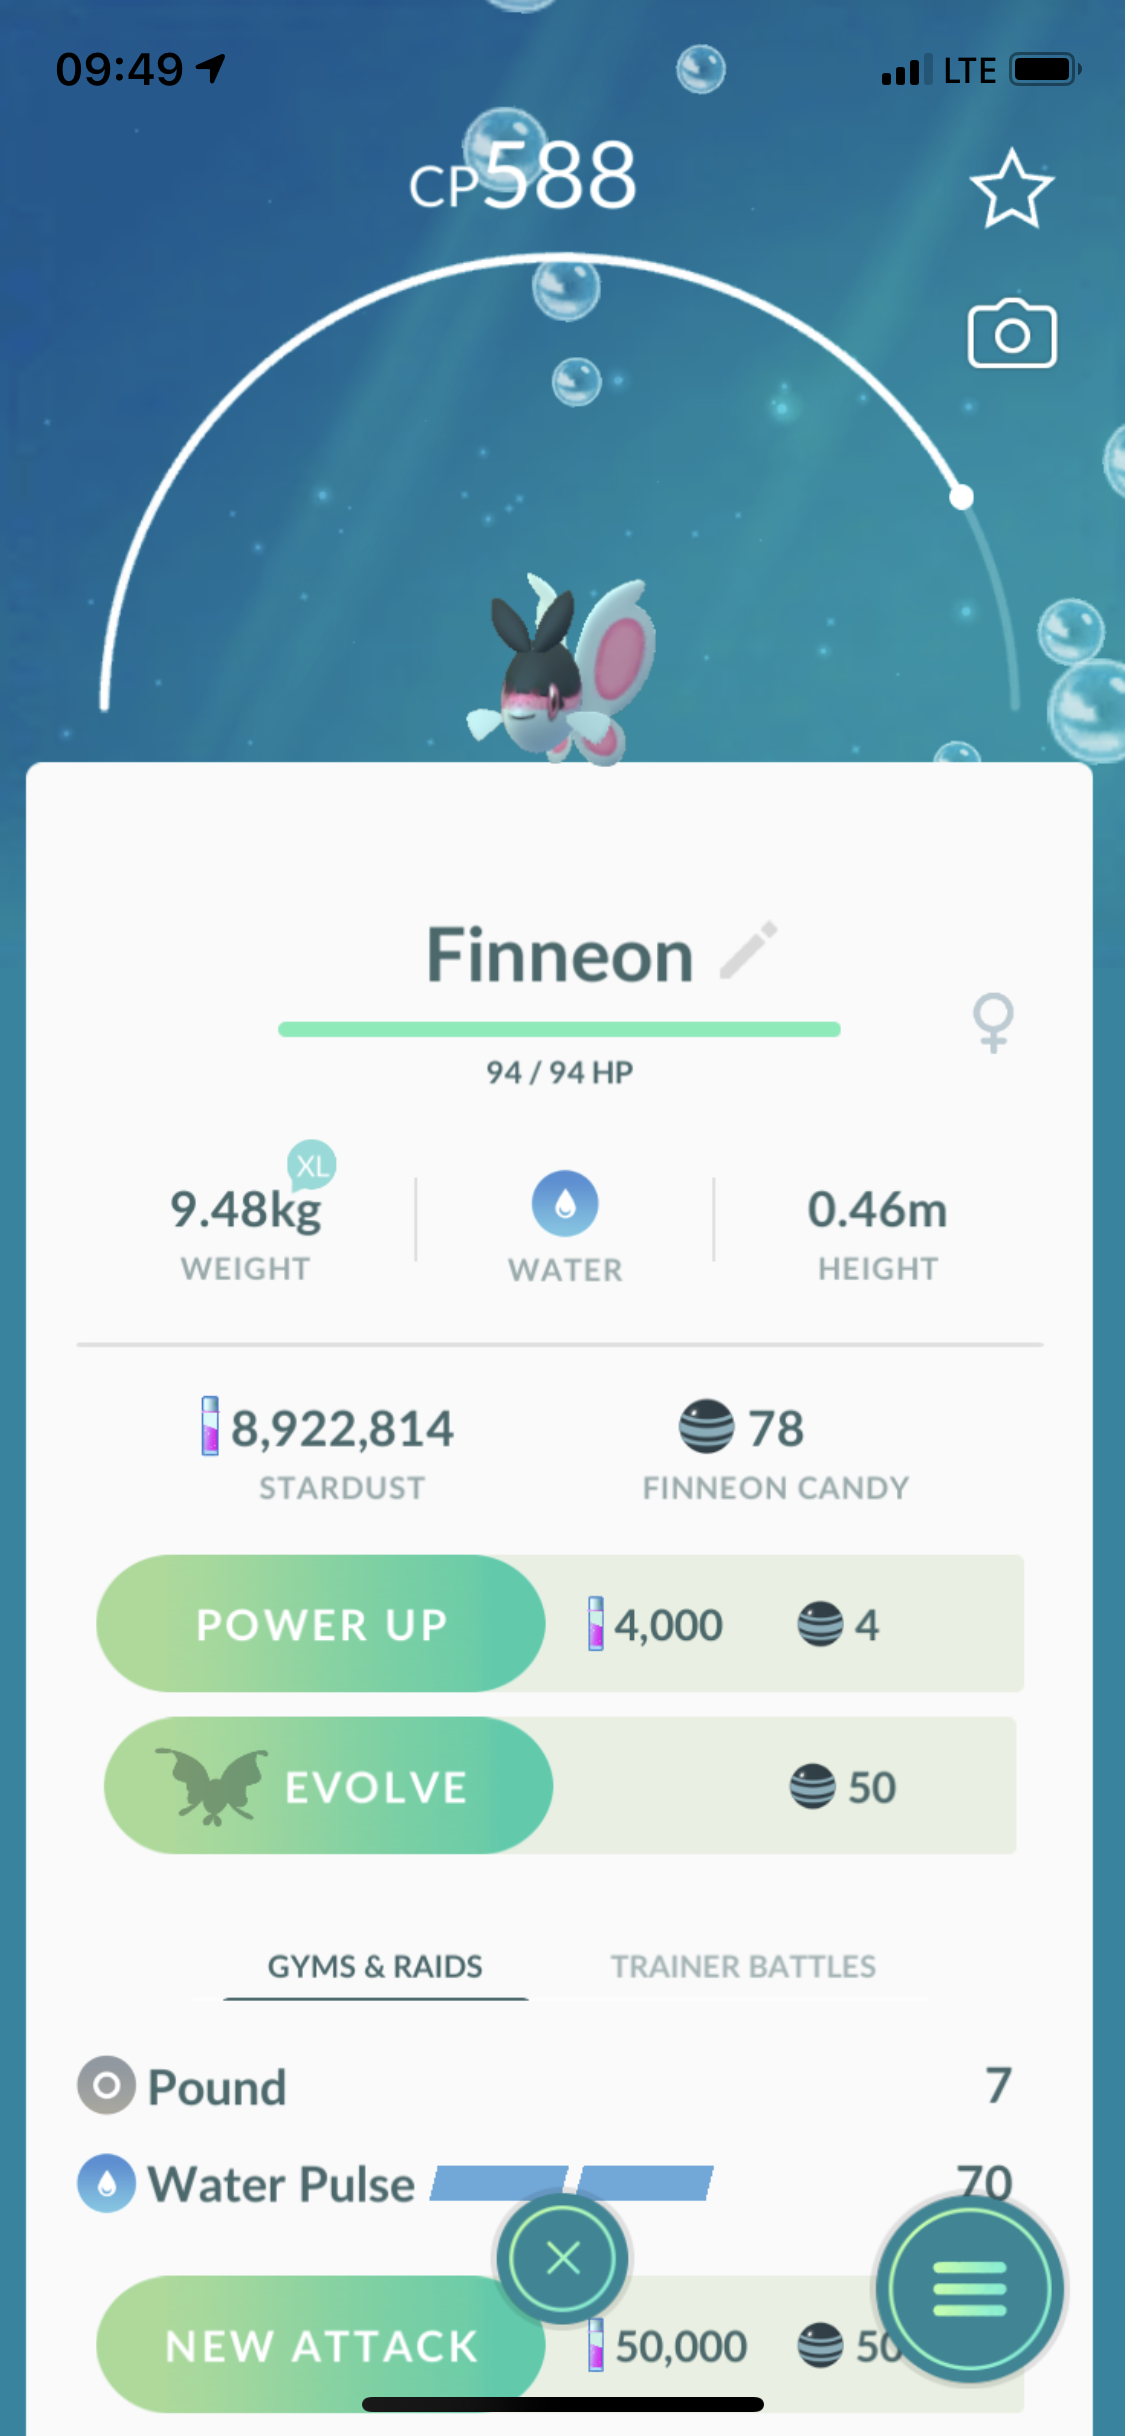 09:49
LTE
CP588
Finneon
94 / 94 HP
XL
9.48kg
WEIGHT
WATER
0.46m
HEIGHT
8,922,814
STARDUST
78
FINNEON CANDY
POWER UP 4,000 4
EVOLVE 50
GYMS & RAIDS TRAINER BATTLES
Pound 7
Water Pulse 70
NEW ATTACK 50,000 50